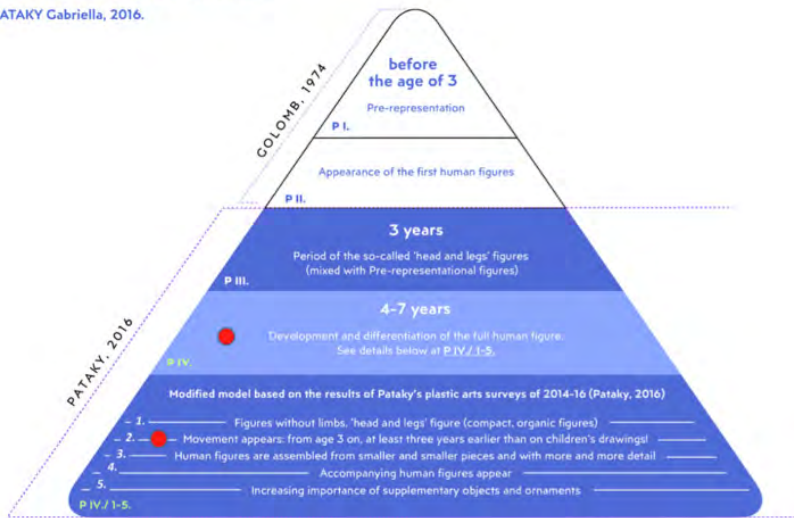 ATAKY Gabriella, 2016.
GOLOMB, 1974
before
the age of 3
Pre-representation
P I.
Appearance of the first human figures
P II.
PATAKY, 2016
3 years
Period of the so-called 'head and legs' figures
(mixed with Pre-representational figures)
P III.
4-7 years
Development and differentiation of the full human figure.
See details below at P IV./ 1-5.
P IV.
Modified model based on the results of Pataky's plastic arts surveys of 2014-16 (Pataky, 2016)
1. Figures without limbs, 'head and legs' figure (compact, organic figures)
2. Movement appears: from age 3 on, at least three years earlier than on children's drawings!
3. Human figures are assembled from smaller and smaller pieces and with more and more detail
4. Accompanying human figures appear
5. Increasing importance of supplementary objects and ornaments
P IV./ 1-5.